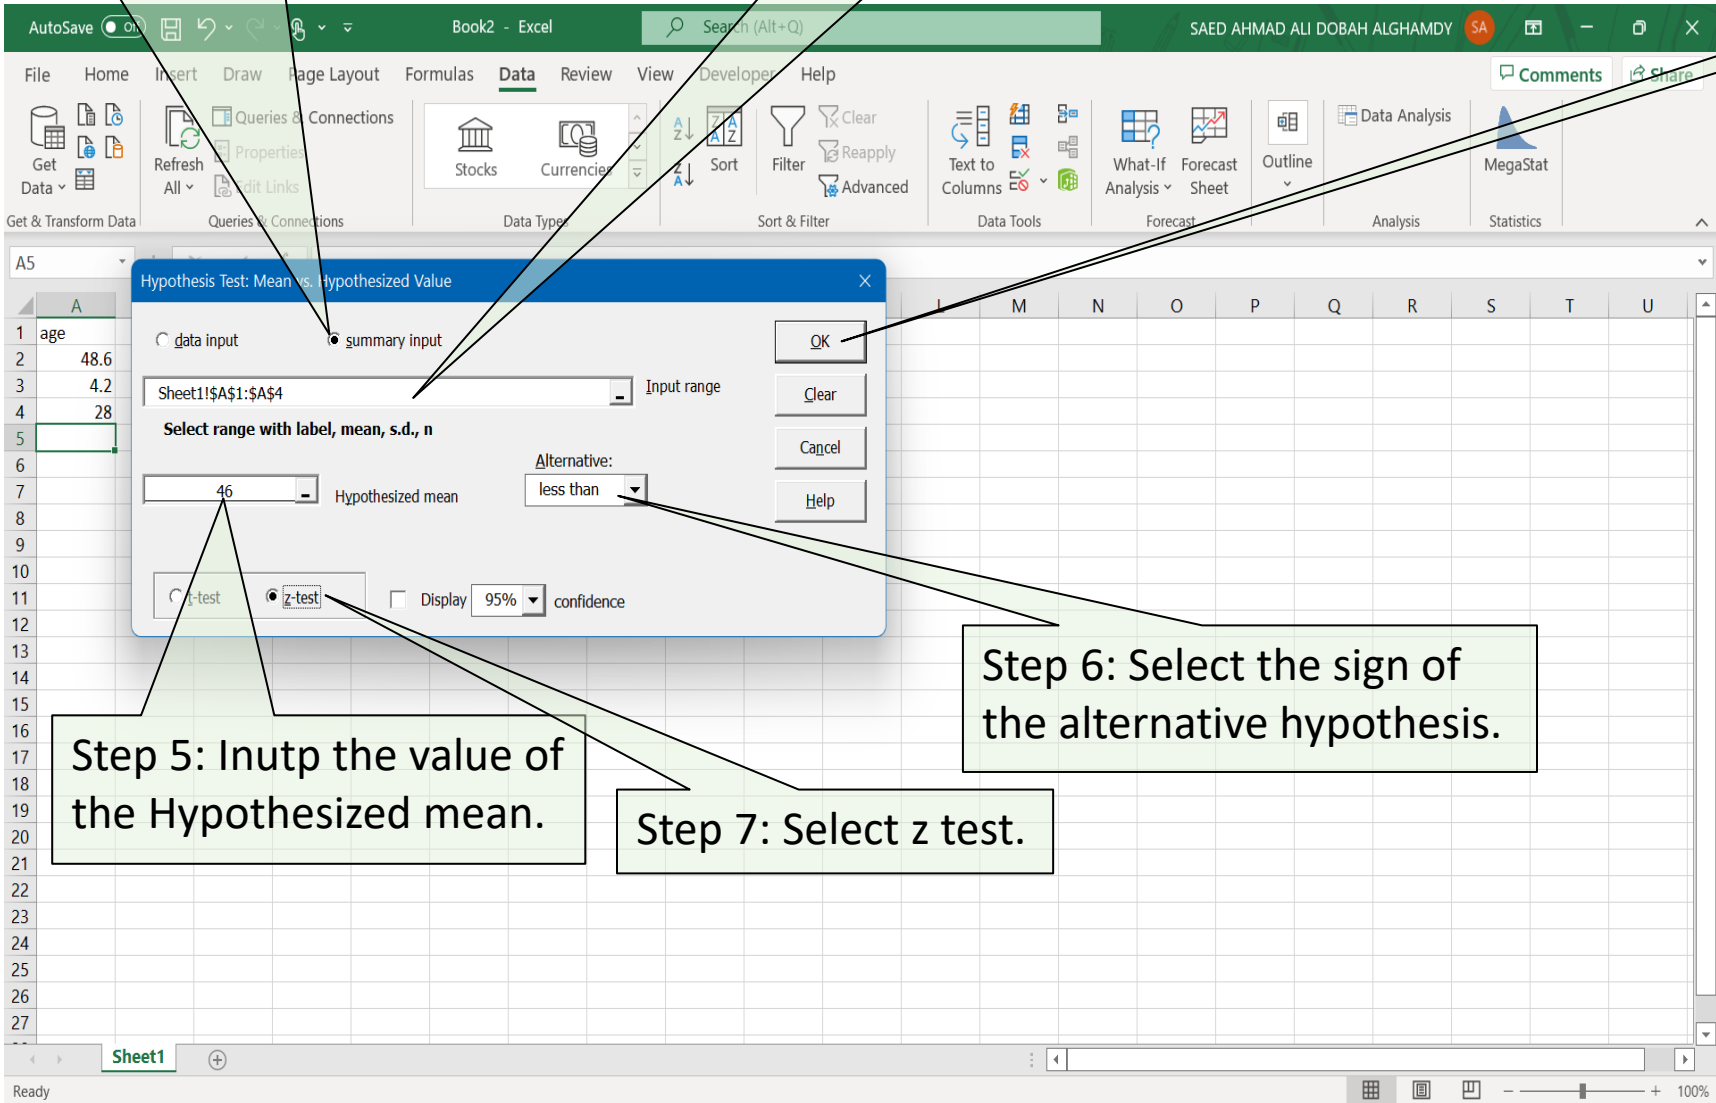 AutoSave Off Book2 - Excel Search (Alt+Q) SAED AHMAD ALI DOBAH ALGHAMDY SA
File Home Insert Draw Page Layout Formulas Data Review View Developer Help Comments Share
Get Data
Refresh All
Queries & Connections
Properties
Edit Links
Stocks
Currencies
A Z
Z A
Z A A Z
Sort
Filter
Clear
Reapply
Advanced
Text to Columns
What-If Analysis
Forecast Sheet
Outline
Data Analysis
MegaStat
Get & Transform Data Queries & Connections Data Types Sort & Filter Data Tools Forecast Analysis Statistics
A5
Hypothesis Test: Mean vs. Hypothesized Value
data input summary input OK
Sheet1!$A$1:$A$4 Input range Clear
Select range with label, mean, s.d., n
Alternative: Cancel
46 Hypothesized mean less than Help
t-test z-test Display 95% confidence
A L M N O P Q R S T U
1 age
2 48.6
3 4.2
4 28
5
6
7
8
9
10
11
12
13
14
15
16
17
18
19
20
21
22
23
24
25
26
27
Step 6: Select the sign of
the alternative hypothesis.
Step 5: Inutp the value of
the Hypothesized mean.
Step 7: Select z test.
Sheet1
Ready 100%